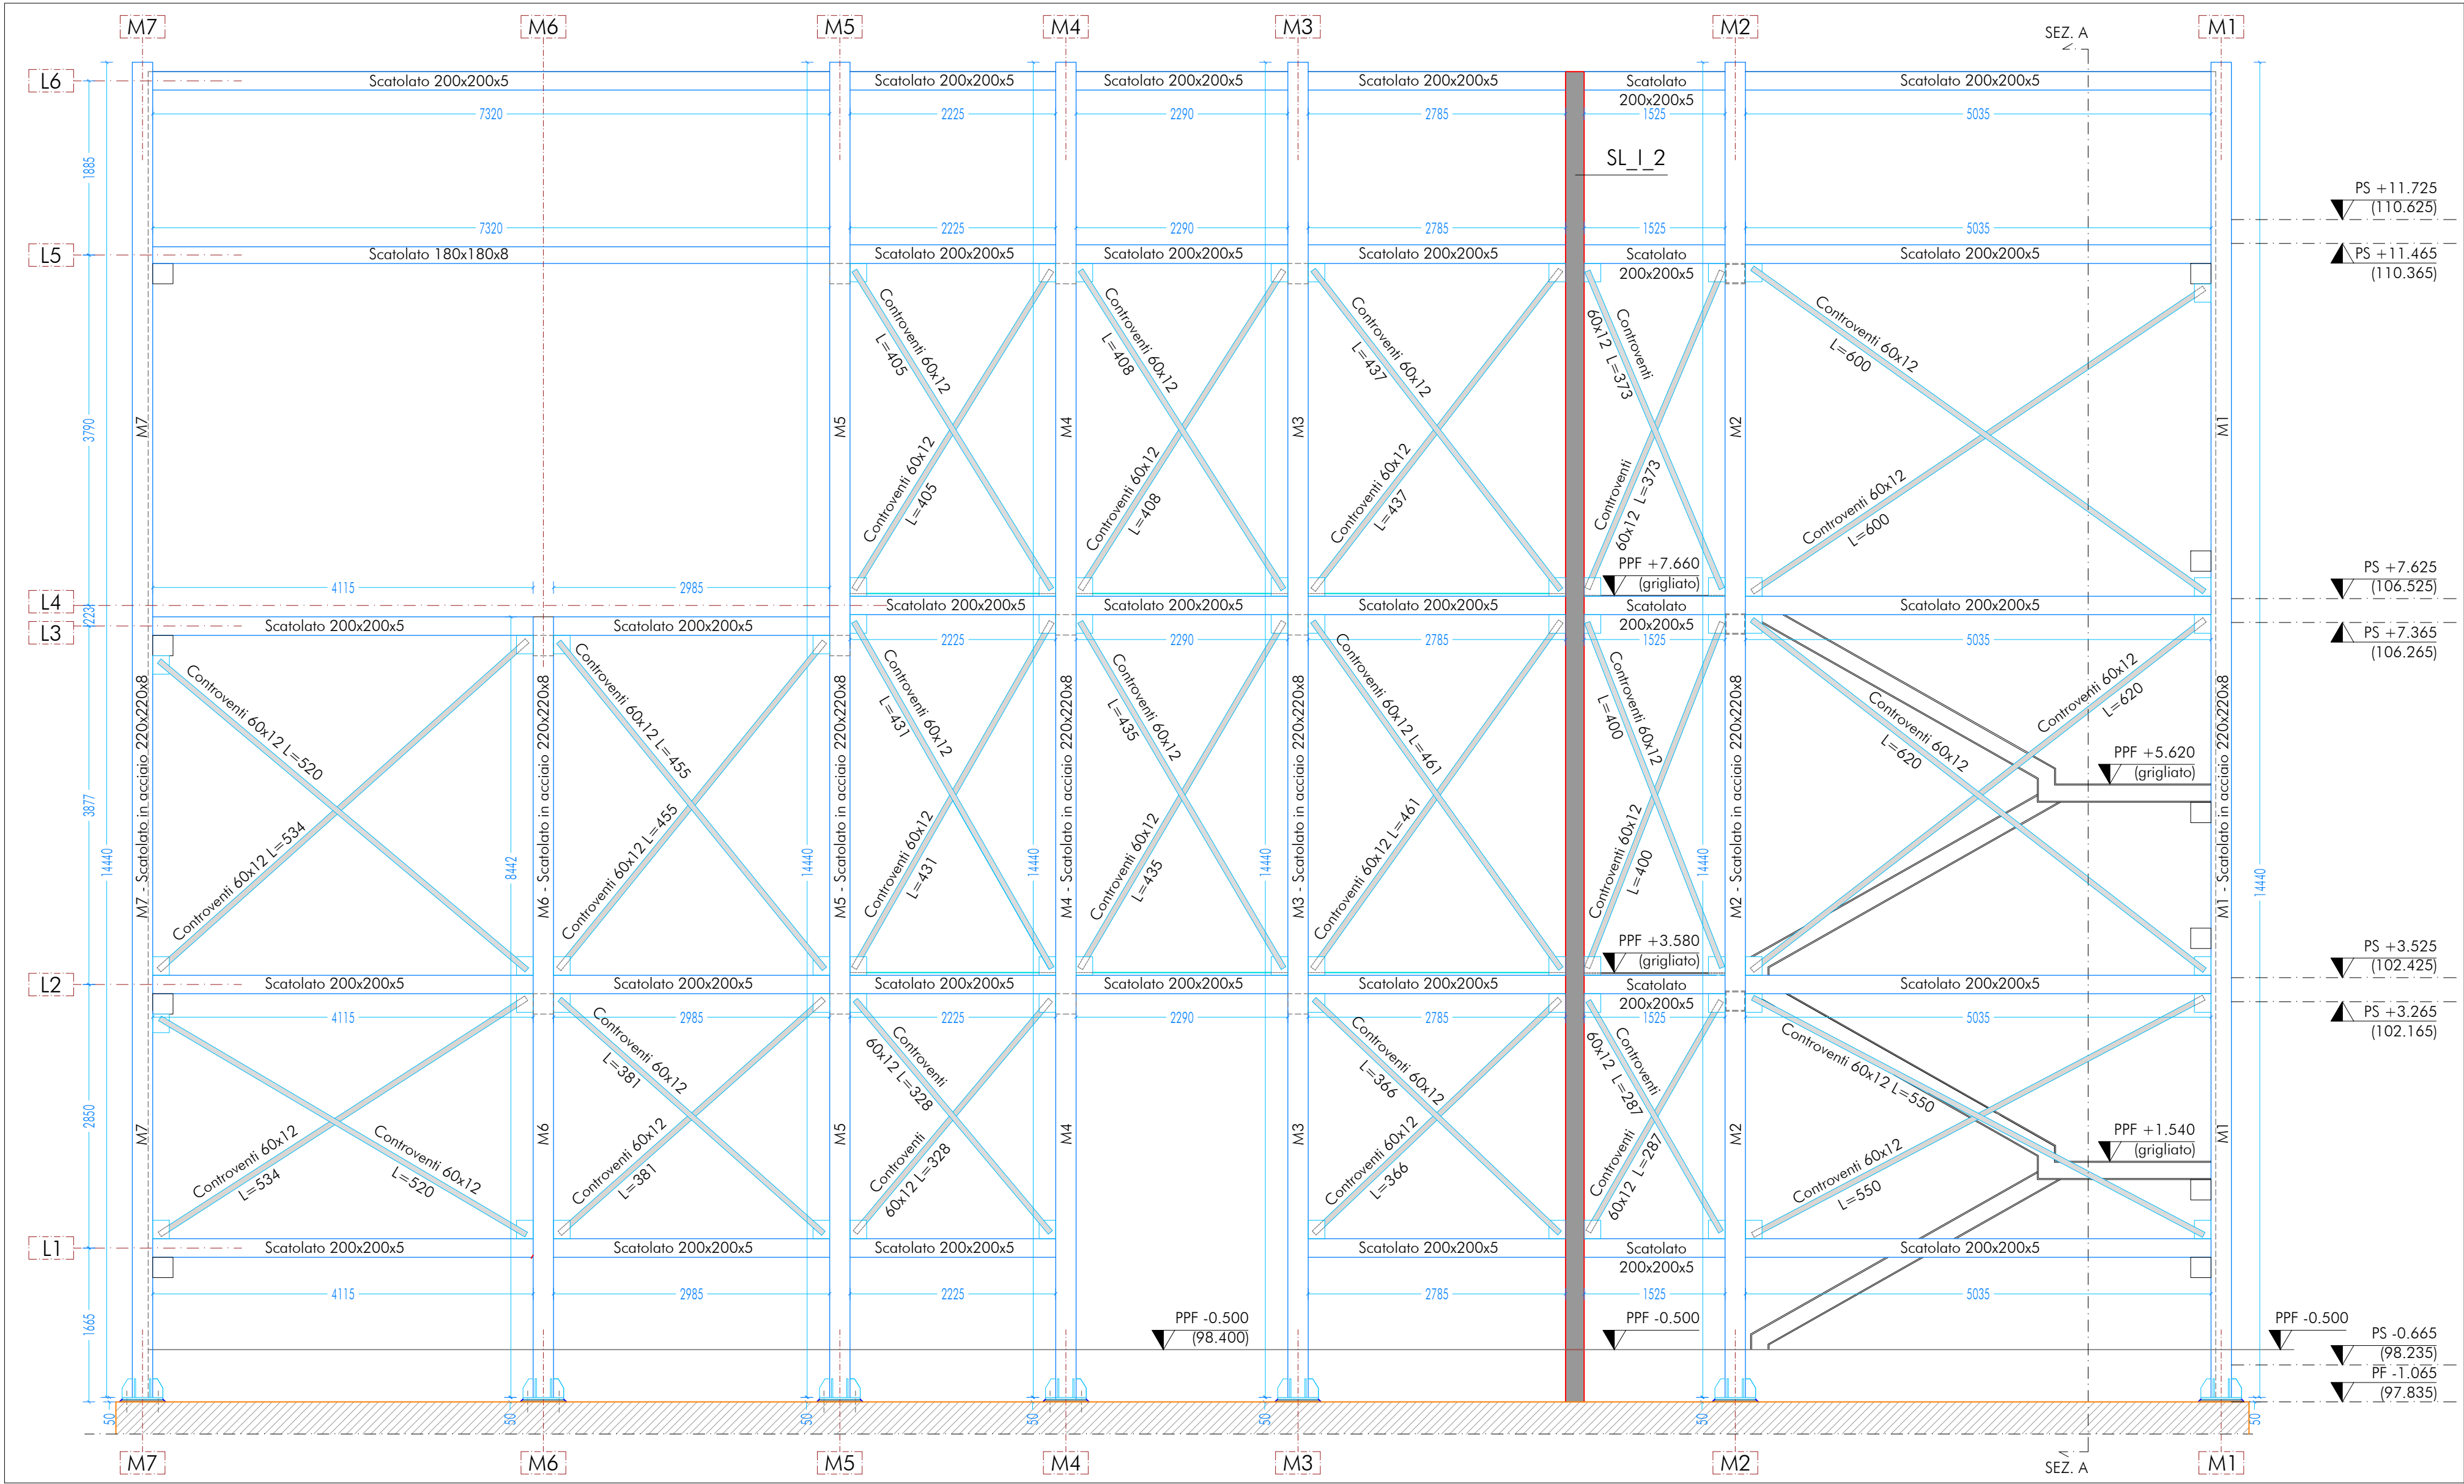 M7
M6
M5
M4
M3
M2
SEZ. A
M1
L6
Scatolato 200x200x5
Scatolato 200x200x5
Scatolato 200x200x5
Scatolato 200x200x5
Scatolato
200x200x5
Scatolato 200x200x5
7320
2225
2290
2785
1525
5035
1885
SL_I_2
PS +11.725
(110.625)
7320
2225
2290
2785
1525
5035
L5
Scatolato 180x180x8
Scatolato 200x200x5
Scatolato 200x200x5
Scatolato 200x200x5
Scatolato
200x200x5
Scatolato 200x200x5
PS +11.465
(110.365)
Controventi 60x12
L=405
Controventi 60x12
L=408
Controventi 60x12
L=437
Controventi
60x12 L=373
Controventi 60x12
L=600
3790
M7
M5
M4
M3
M2
M1
Controventi 60x12
L=405
Controventi 60x12
L=408
Controventi 60x12
L=437
Controventi
60x12 L=373
Controventi 60x12
L=600
PPF +7.660
(grigliato)
PS +7.625
(106.525)
4115
2985
L4
223
Scatolato 200x200x5
Scatolato 200x200x5
Scatolato 200x200x5
Scatolato
200x200x5
Scatolato 200x200x5
L3
Scatolato 200x200x5
Scatolato 200x200x5
2225
2290
2785
1525
5035
PS +7.365
(106.265)
Controventi 60x12 L=520
Controventi 60x12 L=455
Controventi 60x12
L=431
Controventi 60x12
L=435
Controventi 60x12 L=461
Controventi 60x12
L=400
Controventi 60x12
L=620
Controventi 60x12
L=620
PPF +5.620
(grigliato)
M7 - Scatolato in acciaio 220x220x8
M6 - Scatolato in acciaio 220x220x8
M5 - Scatolato in acciaio 220x220x8
M4 - Scatolato in acciaio 220x220x8
M3 - Scatolato in acciaio 220x220x8
M2 - Scatolato in acciaio 220x220x8
M1 - Scatolato in acciaio 220x220x8
3877
14440
8442
14440
14440
14440
14440
14440
Controventi 60x12 L=534
Controventi 60x12 L=455
Controventi 60x12
L=431
Controventi 60x12
L=435
Controventi 60x12 L=461
Controventi 60x12
L=400
PPF +3.580
(grigliato)
PS +3.525
(102.425)
L2
Scatolato 200x200x5
Scatolato 200x200x5
Scatolato 200x200x5
Scatolato 200x200x5
Scatolato 200x200x5
Scatolato
200x200x5
Scatolato 200x200x5
4115
2985
2225
2290
2785
1525
5035
PS +3.265
(102.165)
Controventi 60x12
L=381
Controventi
60x12 L=328
Controventi 60x12
L=366
Controventi
60x12 L=287
Controventi 60x12 L=550
2850
M7
M6
M5
M4
M3
M2
M1
PPF +1.540
(grigliato)
Controventi 60x12
L=534
Controventi 60x12
L=520
Controventi 60x12
L=381
Controventi
60x12 L=328
Controventi 60x12
L=366
Controventi
60x12 L=287
Controventi 60x12
L=550
L1
Scatolato 200x200x5
Scatolato 200x200x5
Scatolato 200x200x5
Scatolato 200x200x5
Scatolato
200x200x5
Scatolato 200x200x5
4115
2985
2225
2785
1525
5035
1665
PPF -0.500
(98.400)
PPF -0.500
PPF -0.500
PS -0.665
(98.235)
PF -1.065
(97.835)
50
50
50
50
50
50
50
M7
M6
M5
M4
M3
M2
SEZ. A
M1